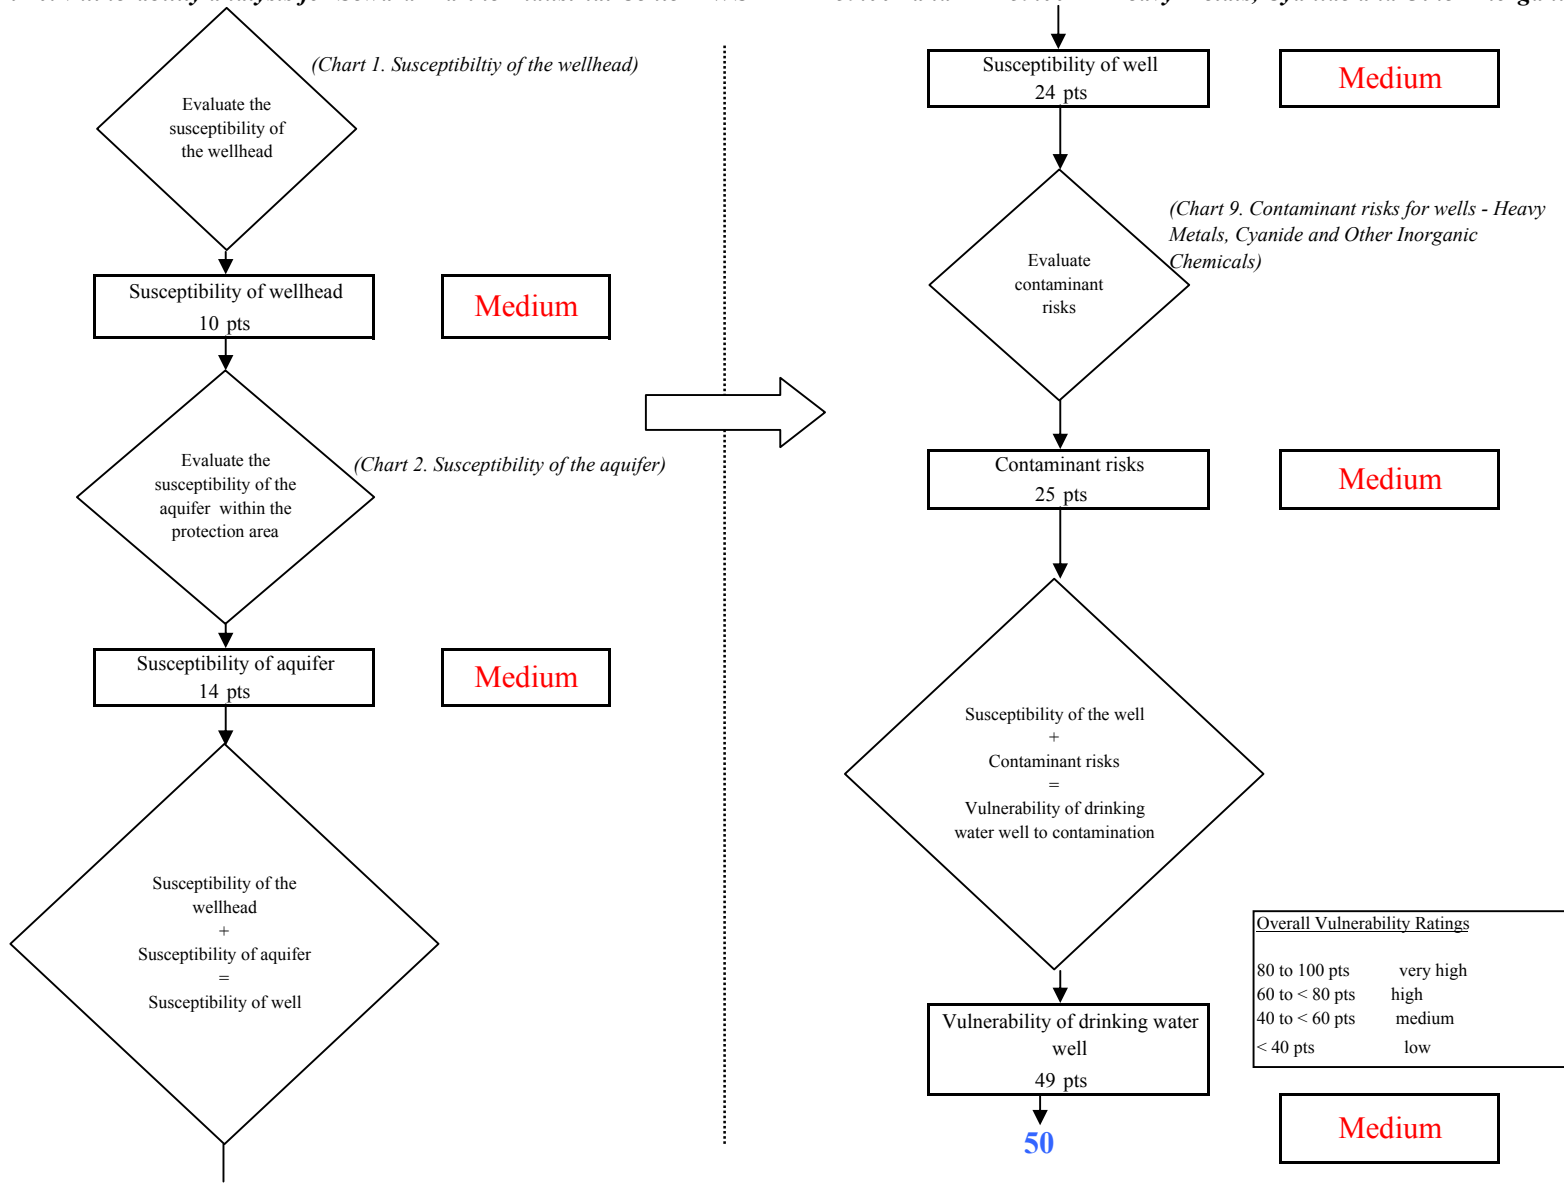 (Chart 1. Susceptibiltiy of the wellhead)
Evaluate the
susceptibility of
the wellhead
Susceptibility of wellhead
10 pts
Medium
Evaluate the
susceptibility of the
aquifer within the
protection area
(Chart 2. Susceptibility of the aquifer)
Susceptibility of aquifer
14 pts
Medium
Susceptibility of the
wellhead
+
Susceptibility of aquifer
=
Susceptibility of well
Susceptibility of well
24 pts
Medium
(Chart 9. Contaminant risks for wells - Heavy
Metals, Cyanide and Other Inorganic
Chemicals)
Evaluate
contaminant
risks
Contaminant risks
25 pts
Medium
Susceptibility of the well
+
Contaminant risks
=
Vulnerability of drinking
water well to contamination
Overall Vulnerability Ratings
80 to 100 pts very high
60 to < 80 pts high
40 to < 60 pts medium
< 40 pts low
Vulnerability of drinking water
well
49 pts
50
Medium